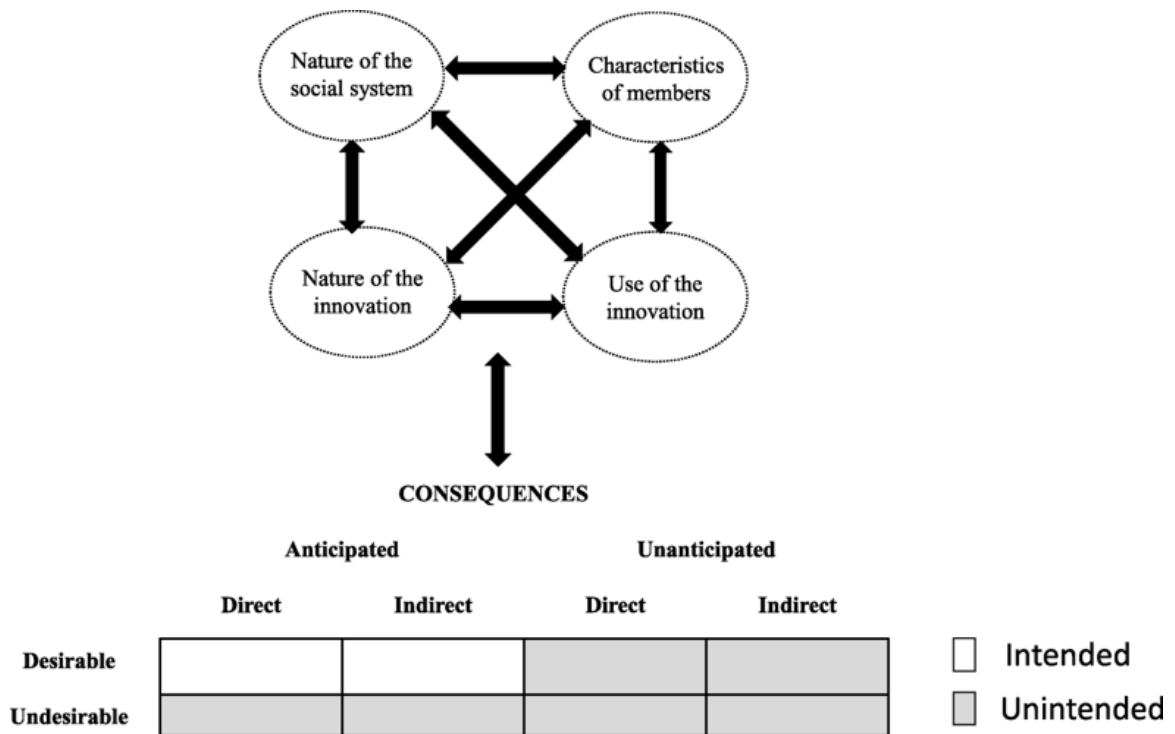 Nature of the
social system
Characteristics
of members
Nature of the
innovation
Use of the
innovation
CONSEQUENCES
Anticipated
Unanticipated
Direct
Indirect
Direct
Indirect
Desirable
Intended
Undesirable
Unintended